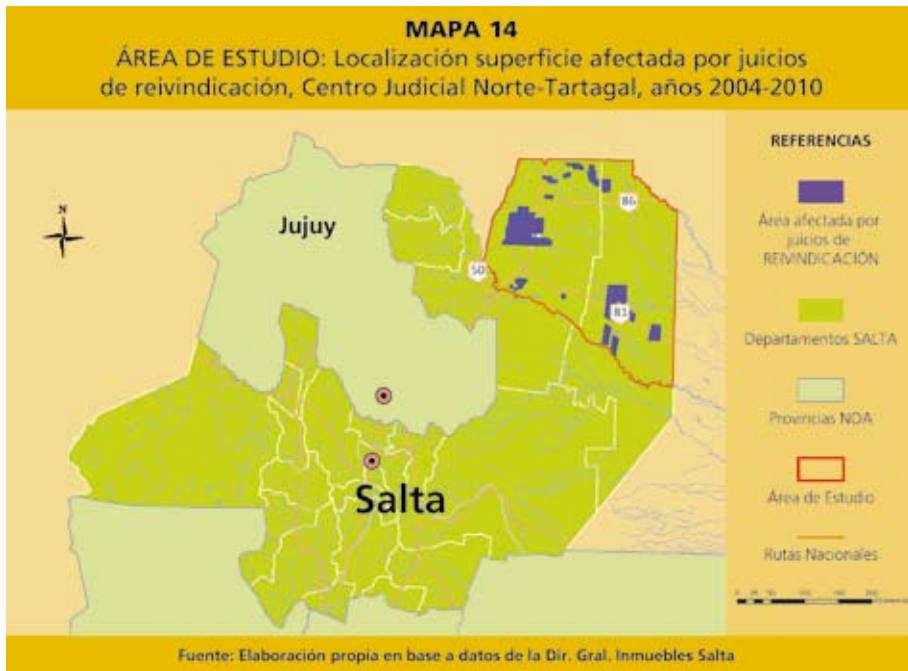 MAPA 14
ÁREA DE ESTUDIO: Localización superficie afectada por juicios
de reivindicación, Centro Judicial Norte-Tartagal, años 2004-2010
N
Jujuy
Salta
86
50
81
REFERENCIAS
Área afectada por
juicios de
REIVINDICACIÓN
Departamentos SALTA
Provincias NOA
Área de Estudio
Rutas Nacionales
Fuente: Elaboración propia en base a datos de la Dir. Gral. Inmuebles Salta